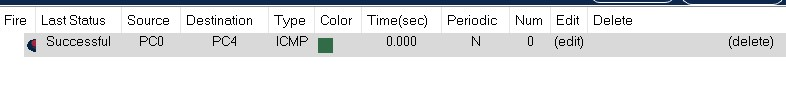 Fire Last Status Source Destination Type Color Time(sec) Periodic Num Edit Delete
Successful PC0 PC4 ICMP 0.000 N 0 (edit) (delete)